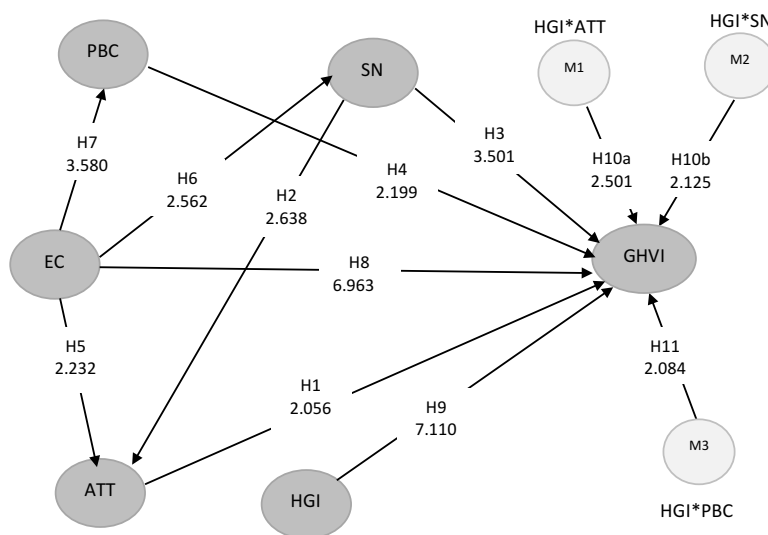 HGI*ATT
HGI*SN
PBC
SN
M1
M2
H7
3.580
H6
2.562
H2
2.638
H4
2.199
H3
3.501
H10a
2.501
H10b
2.125
EC
H8
6.963
GHVI
H5
2.232
H1
2.056
H9
7.110
H11
2.084
ATT
HGI
M3
HGI*PBC